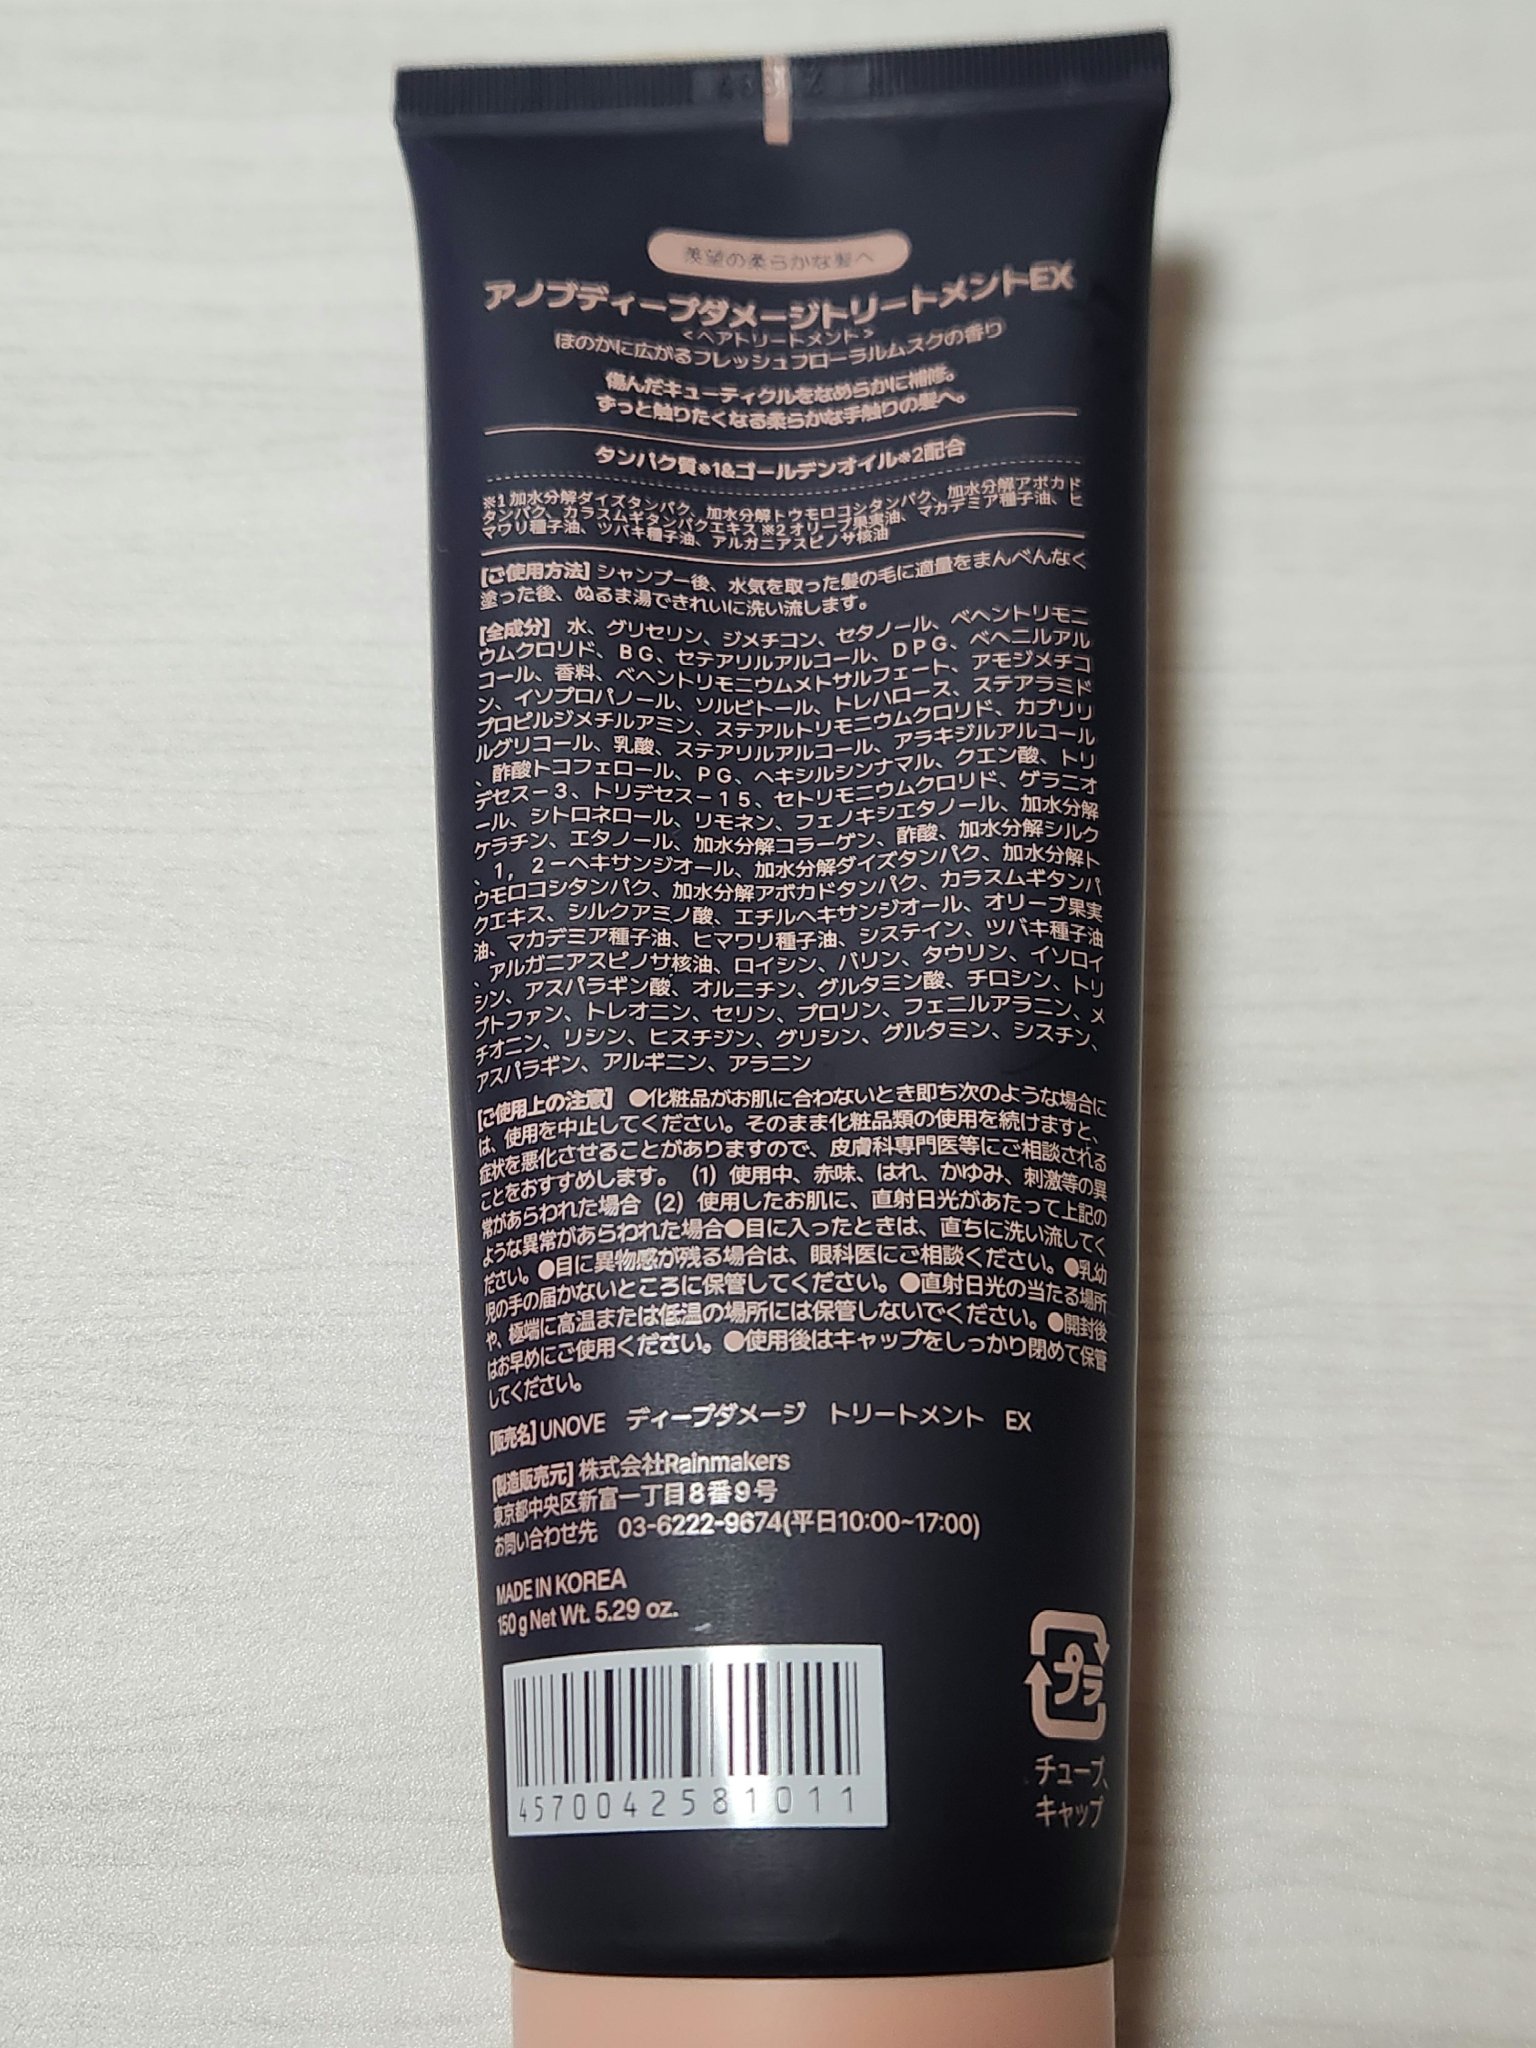 羨望の柔らかな髪へ
アノブディープダメージトリートメントEX
<ヘアトリートメント>
ほのかに広がるフレッシュフローラルムスクの香り
傷んだキューティクルをなめらかに補修。
ずっと触りたくなる柔らかな手触りの髪へ。
タンパク質※1&ゴールデンオイル※2配合
※1 加水分解ダイズタンパク、加水分解トウモロコシタンパク、加水分解アボカド
タンパク、カラスムギタンパクエキス ※2 オリーブ果実油、マカデミア種子油、ヒ
マワリ種子油、ツバキ種子油、アルガニアスピノサ核油
[ご使用方法] シャンプー後、水気を取った髪の毛に適量をまんべんなく
塗った後、ぬるま湯できれいに洗い流します。
[全成分] 水、グリセリン、ジメチコン、セタノール、ベヘントリモニ
ウムクロリド、BG、セテアリルアルコール、DPG、ベヘニルアル
コール、香料、ベヘントリモニウムメトサルフェート、アモジメチコ
ン、イソプロパノール、ソルビトール、トレハロース、ステアラミド
プロピルジメチルアミン、ステアルトリモニウムクロリド、カプリリ
ルグリコール、乳酸、ステアリルアルコール、アラキジルアルコール
、酢酸トコフェロール、PG、ヘキシルシンナマル、クエン酸、トリ
デセス－3、トリデセス－15、セトリモニウムクロリド、ゲラニオ
ール、シトロネロール、リモネン、フェノキシエタノール、加水分解
ケラチン、エタノール、加水分解コラーゲン、酢酸、加水分解シルク
、1，2－ヘキサンジオール、加水分解ダイズタンパク、加水分解ト
ウモロコシタンパク、加水分解アボカドタンパク、カラスムギタンパ
クエキス、シルクアミノ酸、エチルヘキサンジオール、オリーブ果実
油、マカデミア種子油、ヒマワリ種子油、システイン、ツバキ種子油
、アルガニアスピノサ核油、ロイシン、バリン、タウリン、イソロイ
シン、アスパラギン酸、オルニチン、グルタミン酸、チロシン、トリ
プトファン、トレオニン、セリン、プロリン、フェニルアラニン、メ
チオニン、リシン、ヒスチジン、グリシン、グルタミン、シスチン、
アスパラギン、アルギニン、アラニン
[ご使用上の注意] ●化粧品がお肌に合わないとき即ち次のような場合に
は、使用を中止してください。そのまま化粧品類の使用を続けますと、
症状を悪化させることがありますので、皮膚科専門医等にご相談される
ことをおすすめします。（1）使用中、赤味、はれ、かゆみ、刺激等の異
常があらわれた場合（2）使用したお肌に、直射日光があたって上記の
ような異常があらわれた場合●目に入ったときは、直ちに洗い流してく
ださい。●目に異物感が残る場合は、眼科医にご相談ください。●乳幼
児の手の届かないところに保管してください。●直射日光の当たる場所
や、極端に高温または低温の場所には保管しないでください。●開封後
はお早めにご使用ください。●使用後はキャップをしっかり閉めて保管
してください。
[販売名] UNOVE ディープダメージ トリートメント EX
[製造販売元] 株式会社Rainmakers
東京都中央区新富一丁目8番9号
お問い合わせ先 03-6222-9674(平日10:00~17:00)
MADE IN KOREA
150 g Net Wt. 5.29 oz.
4570042581011
プラ
チューブ、
キャップ